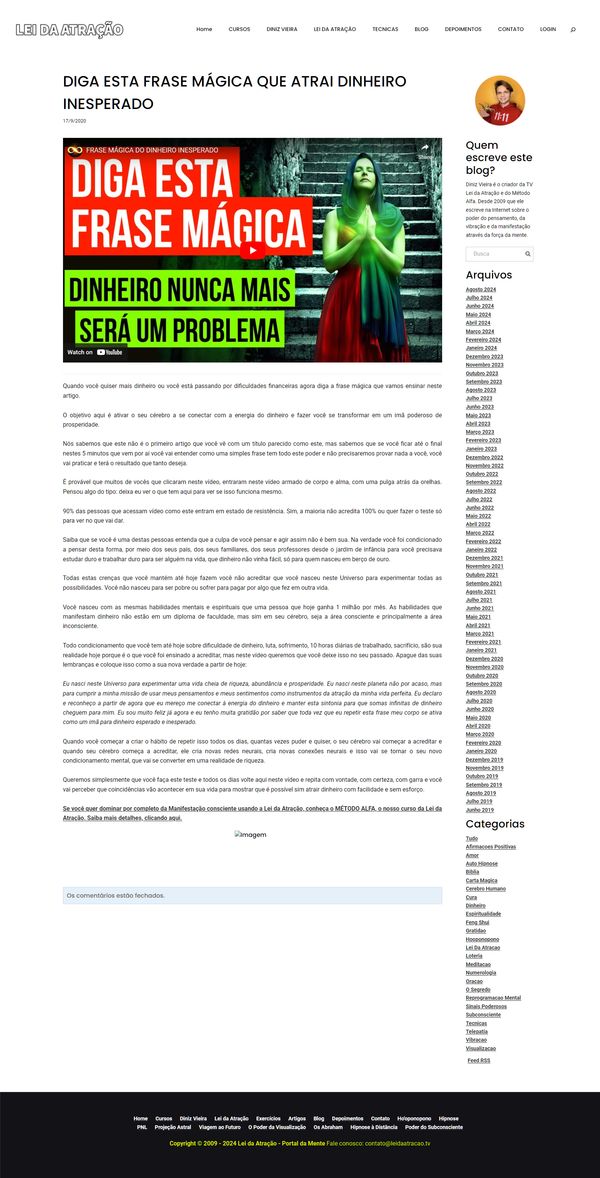 LEI DA ATRAÇÃO
Home CURSOS DINIZ VIEIRA LEI DA ATRAÇÃO TECNICAS BLOG DEPOIMENTOS CONTATO LOGIN
DIGA ESTA FRASE MÁGICA QUE ATRAI DINHEIRO
INESPERADO
17/9/2020
FRASE MÁGICA DO DINHEIRO INESPERADO
Share
DIGA ESTA
FRASE MÁGICA
DINHEIRO NUNCA MAIS
SERÁ UM PROBLEMA
Watch on YouTube
Quando você quiser mais dinheiro ou você está passando por dificuldades financeiras agora diga a frase mágica que vamos ensinar neste
artigo.
O objetivo aqui é ativar o seu cérebro a se conectar com a energia do dinheiro e fazer você se transformar em um imã poderoso de
prosperidade.
Nós sabemos que este não é o primeiro artigo que você vê com um título parecido como este, mas sabemos que se você ficar até o final
nestes 5 minutos que vem por aí você vai entender como uma simples frase tem todo este poder e não precisaremos provar nada a você, você
vai praticar e terá o resultado que tanto deseja.
É provável que muitos de vocês que clicaram neste vídeo, entraram neste vídeo armado de corpo e alma, com uma pulga atrás da orelhas.
Pensou algo do tipo: deixa eu ver o que tem aqui para ver se isso funciona mesmo.
90% das pessoas que acessam vídeo como este entram em estado de resistência. Sim, a maioria não acredita 100% ou quer fazer o teste só
para ver no que vai dar.
Saiba que se você é uma destas pessoas entenda que a culpa de você pensar e agir assim não é bem sua. Na verdade você foi condicionado
a pensar desta forma, por meio dos seus pais, dos seus familiares, dos seus professores desde o jardim de infância para você precisava
estudar duro e trabalhar duro para ser alguém na vida, que dinheiro não vinha fácil, só para quem nasceu em berço de ouro.
Todas estas crenças que você mantém até hoje fazem você não acreditar que você nasceu neste Universo para experimentar todas as
possibilidades. Você não nasceu para ser pobre ou sofrer para pagar por algo que fez em outra vida.
Você nasceu com as mesmas habilidades mentais e espirituais que uma pessoa que hoje ganha 1 milhão por mês. As habilidades que
manifestam dinheiro não estão em um diploma de faculdade, mas sim em seu cérebro, seja a área consciente e principalmente a área
inconsciente.
Todo condicionamento que você tem até hoje sobre dificuldade de dinheiro, luta, sofrimento, 10 horas diárias de trabalhado, sacrifício, são sua
realidade hoje porque é o que você foi ensinado a acreditar, mas neste vídeo queremos que você deixe isso no seu passado. Apague das suas
lembranças e coloque isso como a sua nova verdade a partir de hoje:
Eu nasci neste Universo para experimentar uma vida cheia de riqueza, abundância e prosperidade. Eu nasci neste planeta não por acaso, mas
para cumprir a minha missão de usar meus pensamentos e meus sentimentos como instrumentos da atração da minha vida perfeita. Eu declaro
e reconheço a partir de agora que eu mereço me conectar à energia do dinheiro e manter esta sintonia para que somas infinitas de dinheiro
cheguem para mim. Eu sou muito feliz já agora e eu tenho muita gratidão por saber que toda vez que eu repetir esta frase meu corpo se ativa
como um imã para dinheiro esperado e inesperado.
Quando você começar a criar o hábito de repetir isso todos os dias, quantas vezes puder e quiser, o seu cérebro vai começar a acreditar e
quando seu cérebro começa a acreditar, ele cria novas redes neurais, cria novas conexões neurais e isso vai se tornar o seu novo
condicionamento mental, que vai se converter em uma realidade de riqueza.
Queremos simplesmente que você faça este teste e todos os dias volte aqui neste vídeo e repita com vontade, com certeza, com garra e você
vai perceber que coincidências vão acontecer em sua vida para mostrar que é possível sim atrair dinheiro com facilidade e sem esforço.
Se você quer dominar por completo da Manifestação consciente usando a Lei da Atração, conheça o MÉTODO ALFA, o nosso curso da Lei da
Atração. Saiba mais detalhes, clicando aqui.
Imagem
Os comentários estão fechados.
11:11
Quem
escreve este
blog?
Diniz Vieira é o criador da TV
Lei da Atração e do Método
Alfa. Desde 2009 que ele
escreve na Internet sobre o
poder do pensamento, da
vibração e da manifestação
através da força da mente.
Busca
Arquivos
Agosto 2024
Julho 2024
Junho 2024
Maio 2024
Abril 2024
Março 2024
Fevereiro 2024
Janeiro 2024
Dezembro 2023
Novembro 2023
Outubro 2023
Setembro 2023
Agosto 2023
Julho 2023
Junho 2023
Maio 2023
Abril 2023
Março 2023
Fevereiro 2023
Janeiro 2023
Dezembro 2022
Novembro 2022
Outubro 2022
Setembro 2022
Agosto 2022
Julho 2022
Junho 2022
Maio 2022
Abril 2022
Março 2022
Fevereiro 2022
Janeiro 2022
Dezembro 2021
Novembro 2021
Outubro 2021
Setembro 2021
Agosto 2021
Julho 2021
Junho 2021
Maio 2021
Abril 2021
Março 2021
Fevereiro 2021
Janeiro 2021
Dezembro 2020
Novembro 2020
Outubro 2020
Setembro 2020
Agosto 2020
Julho 2020
Junho 2020
Maio 2020
Abril 2020
Março 2020
Fevereiro 2020
Janeiro 2020
Dezembro 2019
Novembro 2019
Outubro 2019
Setembro 2019
Agosto 2019
Julho 2019
Junho 2019
Categorias
Tudo
Afirmacoes Positivas
Amor
Auto Hipnose
Biblia
Carta Magica
Cerebro Humano
Cura
Dinheiro
Espiritualidade
Feng Shui
Gratidao
Hooponopono
Lei Da Atracao
Loteria
Meditacao
Numerologia
Oracao
O Segredo
Reprogramacao Mental
Sinais Poderosos
Subconsciente
Tecnicas
Telepatia
Vibracao
Visualizacao
Feed RSS
Home Cursos Diniz Vieira Lei da Atração Exercícios Artigos Blog Depoimentos Contato Ho'oponopono Hipnose
PNL Projeção Astral Viagem ao Futuro O Poder da Visualização Os Abraham Hipnose à Distância Poder do Subconsciente
Copyright © 2009 - 2024 Lei da Atração - Portal da Mente Fale conosco: contato@leidaatracao.tv